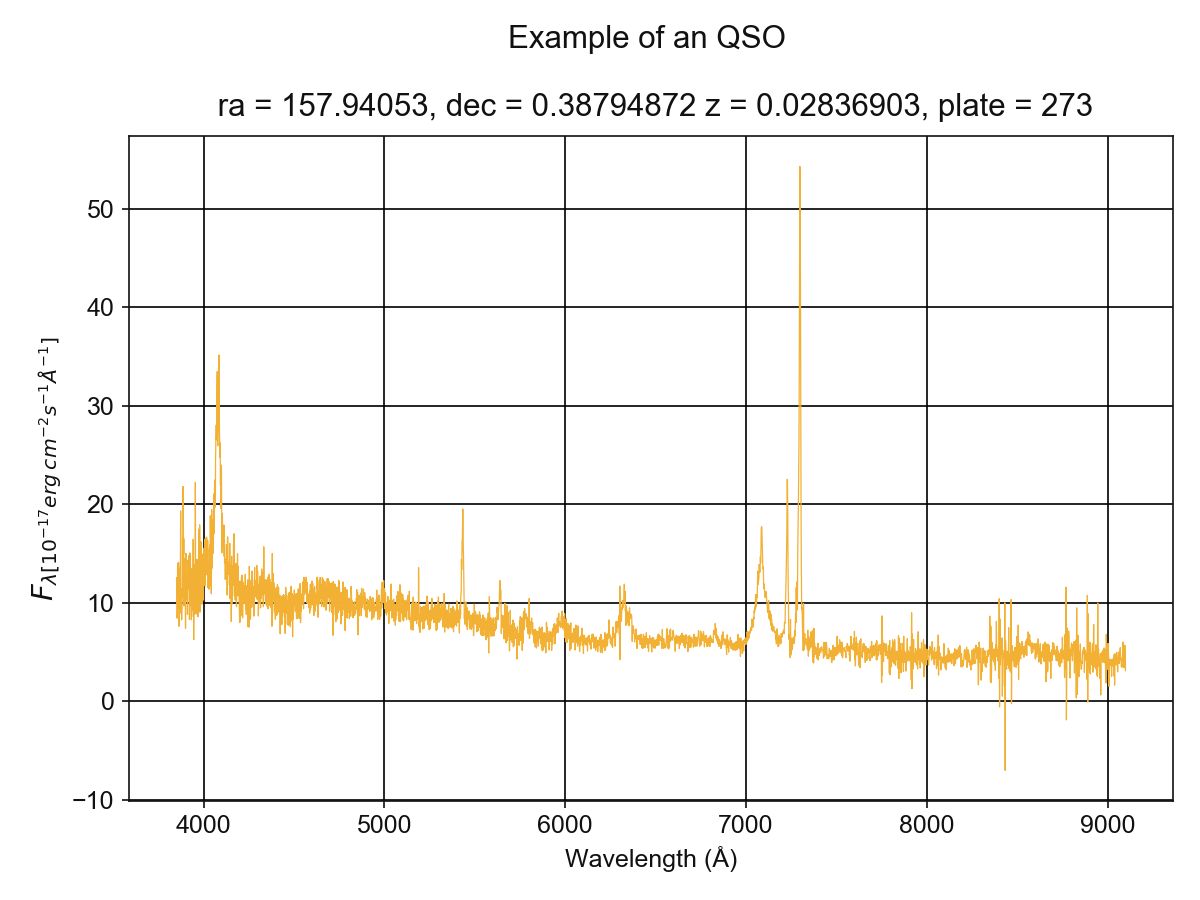 Example of an QSO
ra = 157.94053, dec = 0.38794872 z = 0.02836903, plate = 273
50
40
30
20
10
0
−10
4000 5000 6000 7000 8000 9000
Wavelength (Å)
F_{λ[10^{−17} erg cm^{−2} s^{−1} Å^{−1}]}